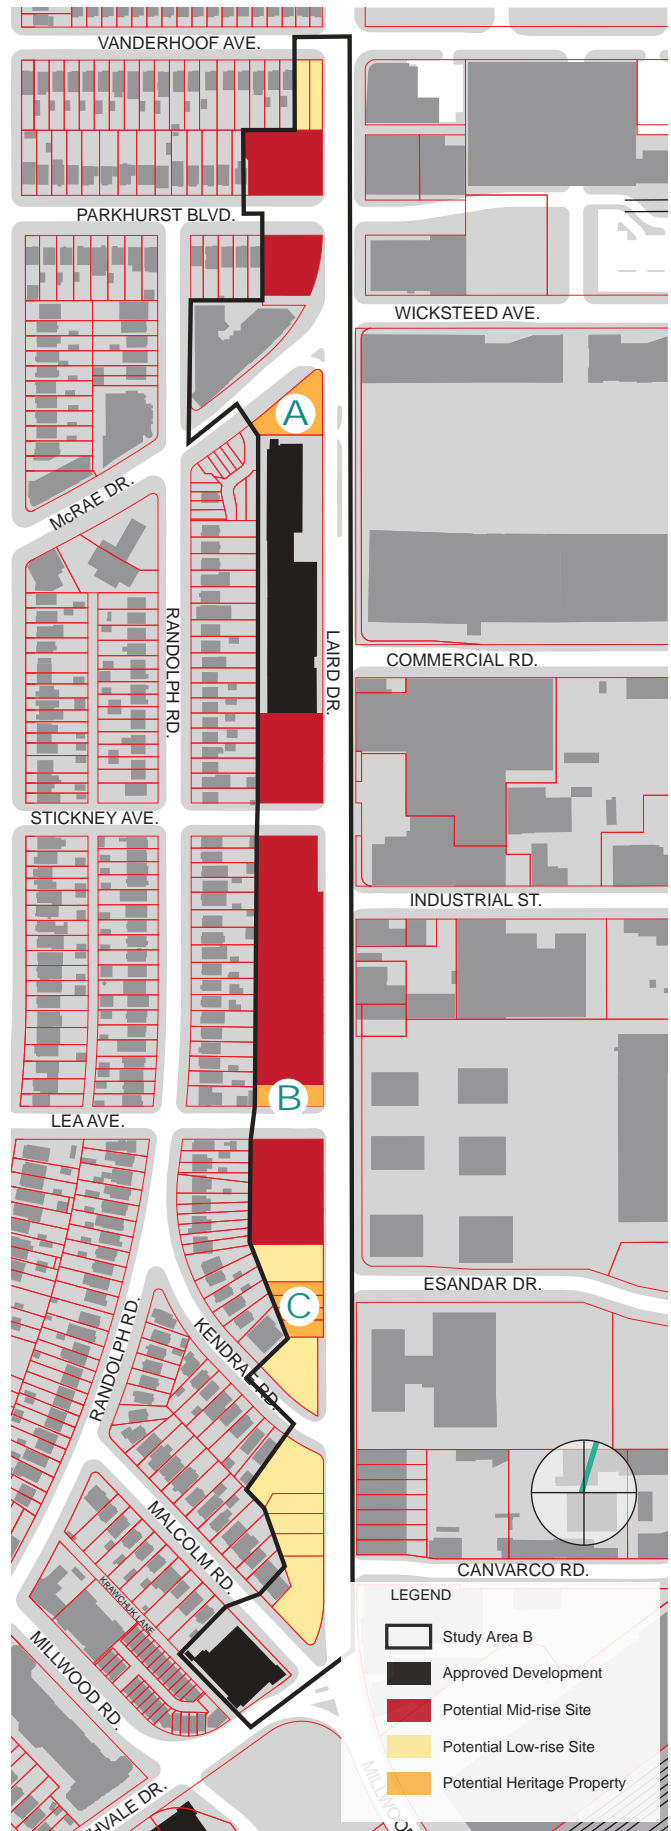 VANDERHOOF AVE.
PARKHURST BLVD.
WICKSTEED AVE.
A
McRAE DR.
RANDOLPH RD.
LAIRD DR.
COMMERCIAL RD.
STICKNEY AVE.
INDUSTRIAL ST.
B
LEA AVE.
ESANDAR DR.
C
RANDOLPH RD.
KENDRAE RD.
MALCOLM RD.
CANVARCO RD.
KRAWCHUK LANE
MILLWOOD RD.
LEGEND
Study Area B
Approved Development
Potential Mid-rise Site
Potential Low-rise Site
Potential Heritage Property